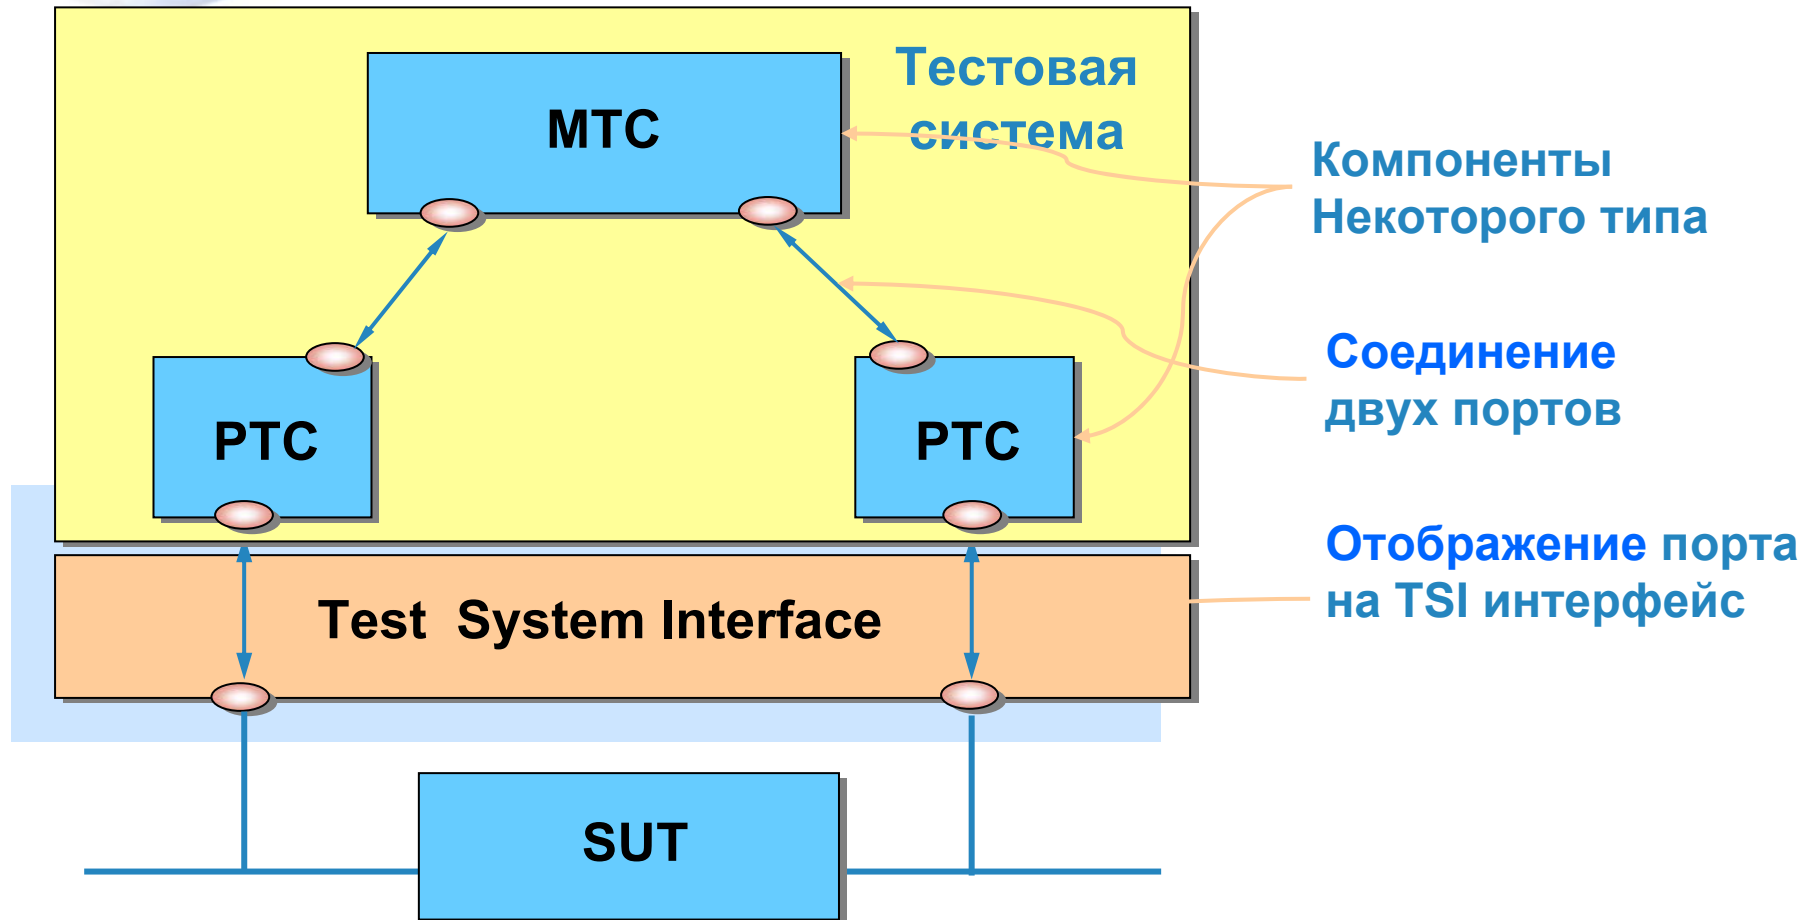 Тестовая
система
MTC
Компоненты
Некоторого типа
Соединение
двух портов
PTC
PTC
Отображение порта
на TSI интерфейс
Test System Interface
SUT